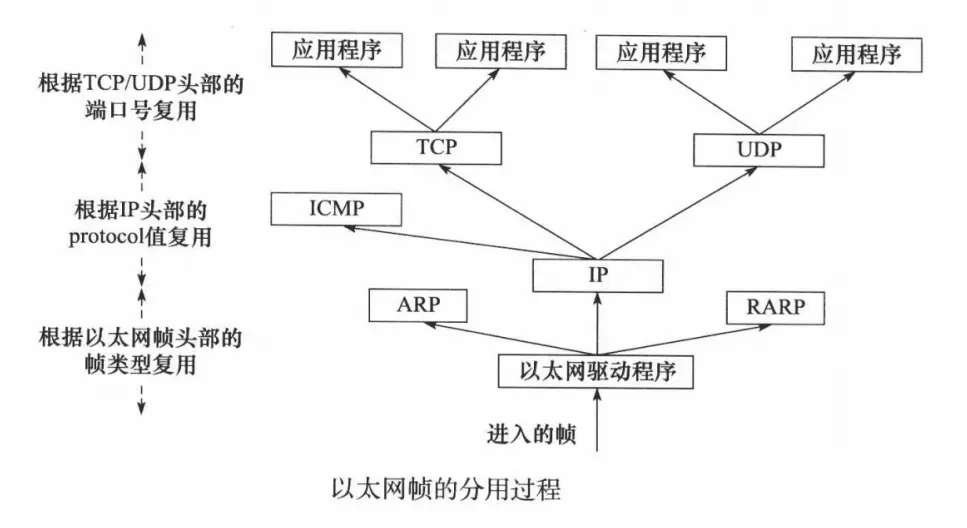 应用程序
应用程序
应用程序
应用程序
根据TCP/UDP头部的
端口号复用
TCP
UDP
根据IP头部的
protocol值复用
ICMP
IP
根据以太网帧头部的
帧类型复用
ARP
RARP
以太网驱动程序
进入的帧
以太网帧的分用过程